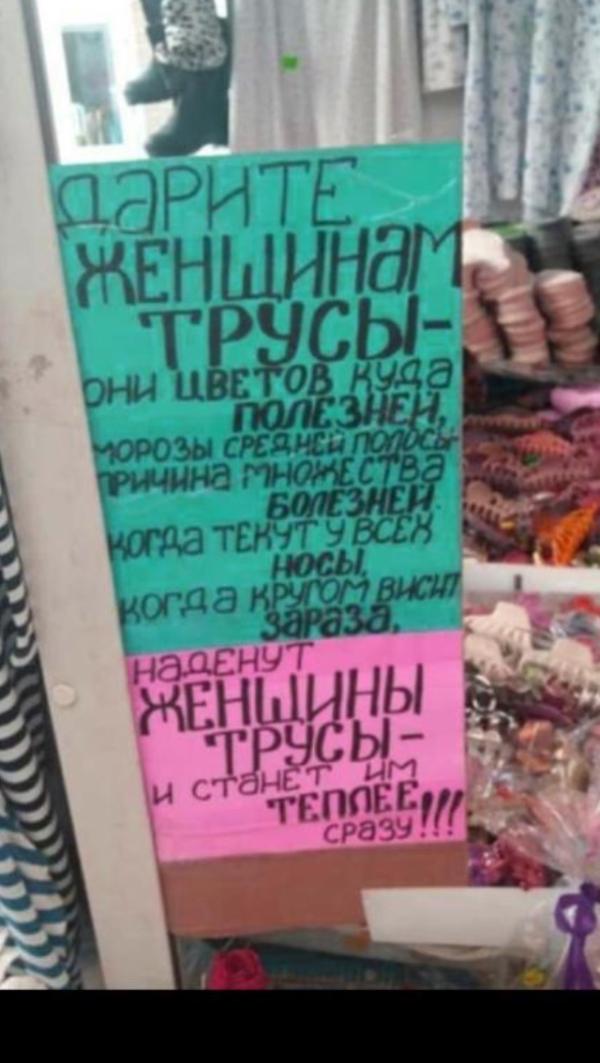 ДАРИТЕ
ЖЕНЩИНАМ
ТРУСЫ-
ОНИ ЦВЕТОВ КУДА
ПОЛЕЗНЕЙ,
МОРОЗЫ СРЕДНЕЙ ПОЛОСЫ-
ПРИЧИНА МНОЖЕСТВА
БОЛЕЗНЕЙ.
КОГДА ТЕКУТ У ВСЕХ
НОСЫ,
КОГДА КРУГОМ ВИСИТ
ЗАРАЗА,
НАДЕНУТ
ЖЕНЩИНЫ
ТРУСЫ-
И СТАНЕТ ИМ
ТЕПЛЕЕ
СРАЗУ!!!